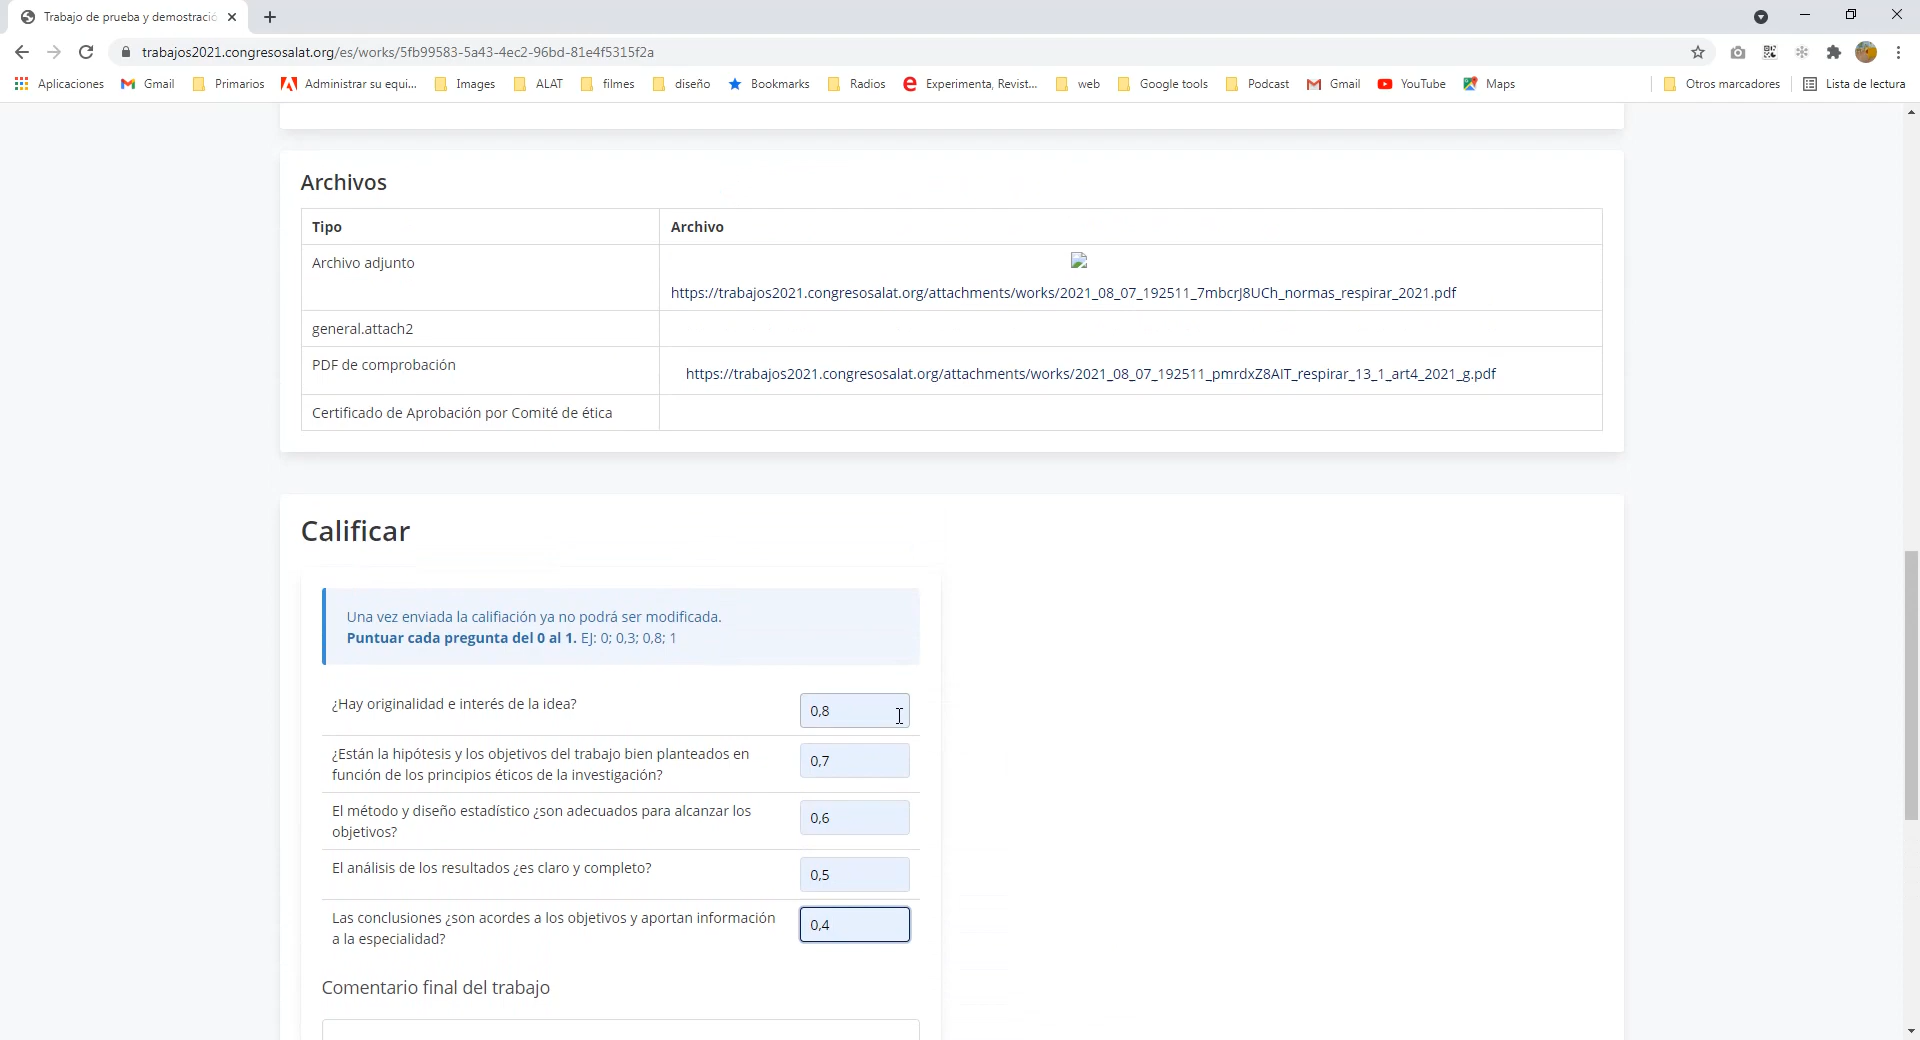 Trabajo de prueba y demostració
trabajos2021.congresosalat.org/es/works/5fb99583-5a43-4ec2-96bd-81e4f5315f2a
Aplicaciones Gmail Primarios Administrar su equi... Images ALAT filmes diseño Bookmarks Radios Experimenta, Revist... web Google tools Podcast Gmail YouTube Maps Otros marcadores Lista de lectura
Archivos
Tipo Archivo
Archivo adjunto
https://trabajos2021.congresosalat.org/attachments/works/2021_08_07_192511_7mbcrJ8UCh_normas_respirar_2021.pdf
general.attach2
PDF de comprobación https://trabajos2021.congresosalat.org/attachments/works/2021_08_07_192511_pmrdxZ8AIT_respirar_13_1_art4_2021_g.pdf
Certificado de Aprobación por Comité de ética
Calificar
Una vez enviada la califiación ya no podrá ser modificada.
Puntuar cada pregunta del 0 al 1. EJ: 0; 0,3; 0,8; 1
¿Hay originalidad e interés de la idea? 0,8
¿Están la hipótesis y los objetivos del trabajo bien planteados en
función de los principios éticos de la investigación? 0,7
El método y diseño estadístico ¿son adecuados para alcanzar los
objetivos? 0,6
El análisis de los resultados ¿es claro y completo? 0,5
Las conclusiones ¿son acordes a los objetivos y aportan información
a la especialidad? 0,4
Comentario final del trabajo